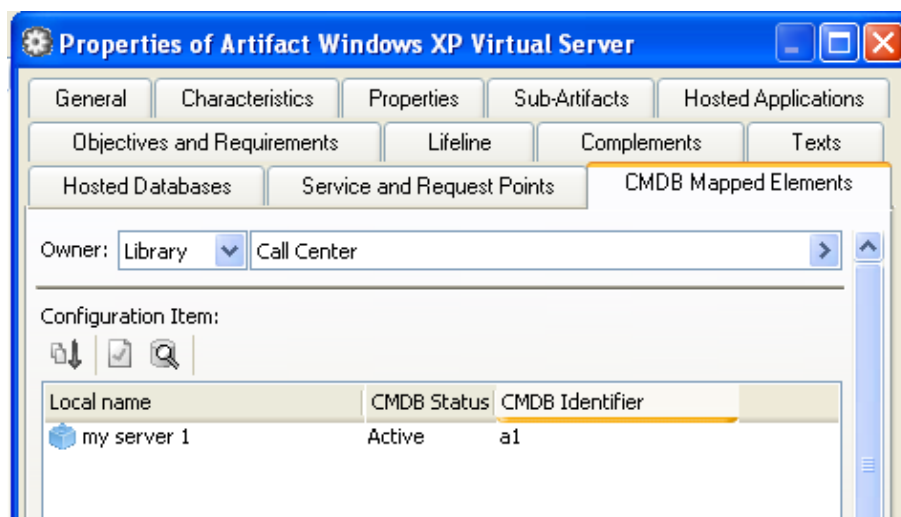 Properties of Artifact Windows XP Virtual Server
General Characteristics Properties Sub-Artifacts Hosted Applications
Objectives and Requirements Lifeline Complements Texts
Hosted Databases Service and Request Points CMDB Mapped Elements
Owner: Library Call Center
Configuration Item:
Local name CMDB Status CMDB Identifier
my server 1 Active a1